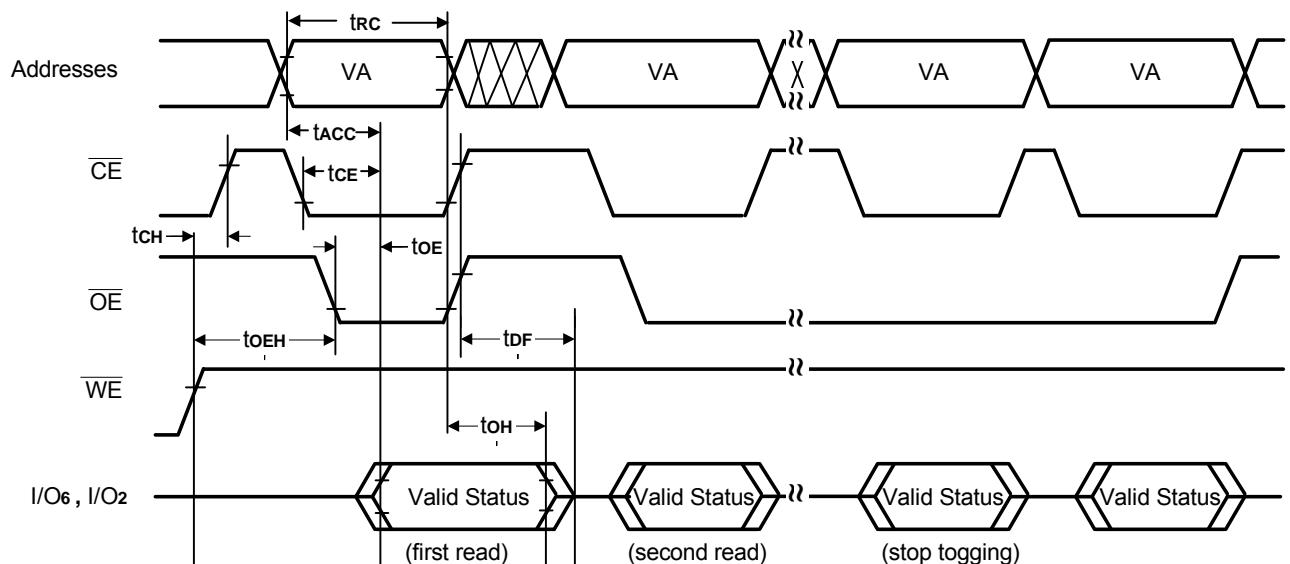 tRC
Addresses
VA
VA
VA
VA
tACC
CE
tCE
tCH
tOE
OE
tOEH
tDF
WE
tOH
I/O6 , I/O2
Valid Status
Valid Status
Valid Status
Valid Status
(first read)
(second read)
(stop togging)